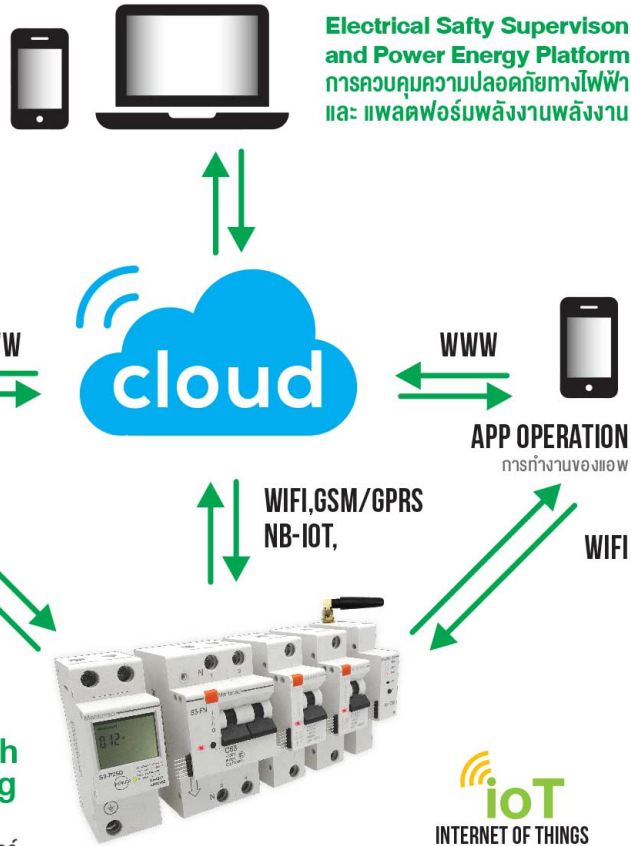 Electrical Safty Supervison
and Power Energy Platform
การควบคุมความปลอดภัยทางไฟฟ้า
และ แพลตฟอร์มพลังงานพลังงาน
W
WWW
cloud
APP OPERATION
การทำงานของแอพ
WIFI,GSM/GPRS
NB-IOT,
WIFI
S3-FN
C63
N
N
h
g
ioT
INTERNET OF THINGS